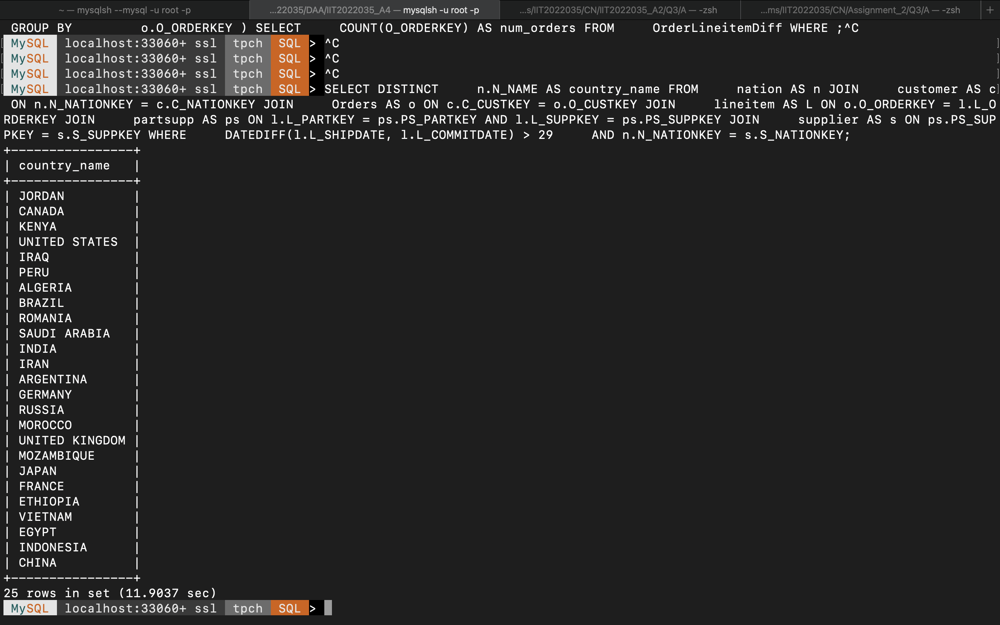 ~ — mysqlsh --mysql -u root -p
...22035/DAA/IIT2022035_A4 — mysqlsh -u root -p
...s/IIT2022035/CN/IIT2022035_A2/Q3/A — -zsh
...ms/IIT2022035/CN/Assignment_2/Q3/A — -zsh
+
GROUP BY         o.O_ORDERKEY ) SELECT     COUNT(O_ORDERKEY) AS num_orders FROM     OrderLineitemDiff WHERE ;^C
[ MySQL  localhost:33060+ ssl  tpch  SQL > ^C ]
[ MySQL  localhost:33060+ ssl  tpch  SQL > ^C ]
[ MySQL  localhost:33060+ ssl  tpch  SQL > ^C ]
[ MySQL  localhost:33060+ ssl  tpch  SQL > SELECT DISTINCT     n.N_NAME AS country_name FROM     nation AS n JOIN     customer AS c]
 ON n.N_NATIONKEY = c.C_NATIONKEY JOIN     Orders AS o ON c.C_CUSTKEY = o.O_CUSTKEY JOIN     lineitem AS L ON o.O_ORDERKEY = l.L_O
RDERKEY JOIN     partsupp AS ps ON l.L_PARTKEY = ps.PS_PARTKEY AND l.L_SUPPKEY = ps.PS_SUPPKEY JOIN     supplier AS s ON ps.PS_SUP
PKEY = s.S_SUPPKEY WHERE     DATEDIFF(l.L_SHIPDATE, l.L_COMMITDATE) > 29     AND n.N_NATIONKEY = s.S_NATIONKEY;
+----------------+
| country_name   |
+----------------+
| JORDAN         |
| CANADA         |
| KENYA          |
| UNITED STATES  |
| IRAQ           |
| PERU           |
| ALGERIA        |
| BRAZIL         |
| ROMANIA        |
| SAUDI ARABIA   |
| INDIA          |
| IRAN           |
| ARGENTINA      |
| GERMANY        |
| RUSSIA         |
| MOROCCO        |
| UNITED KINGDOM |
| MOZAMBIQUE     |
| JAPAN          |
| FRANCE         |
| ETHIOPIA       |
| VIETNAM        |
| EGYPT          |
| INDONESIA      |
| CHINA          |
+----------------+
25 rows in set (11.9037 sec)
 MySQL  localhost:33060+ ssl  tpch  SQL >